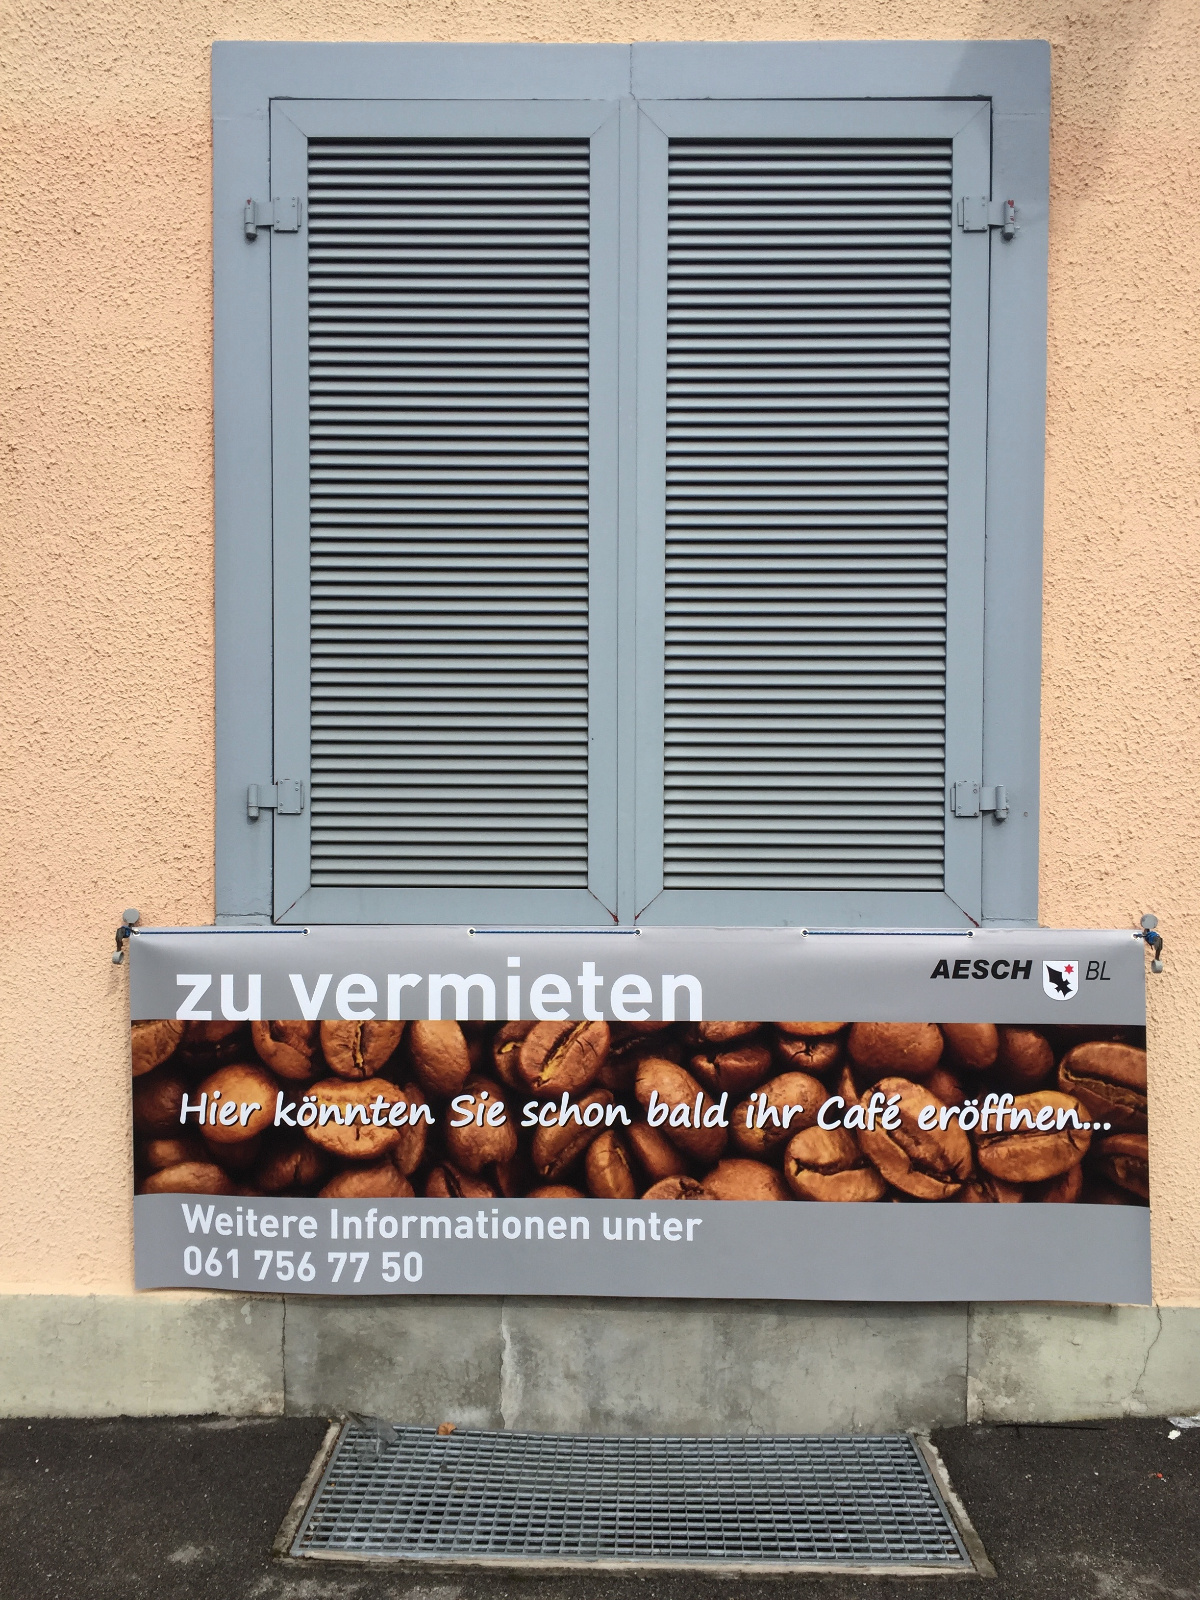 zu vermieten
AESCH BL
Hier könnten Sie schon bald ihr Café eröffnen...
Weitere Informationen unter
061 756 77 50